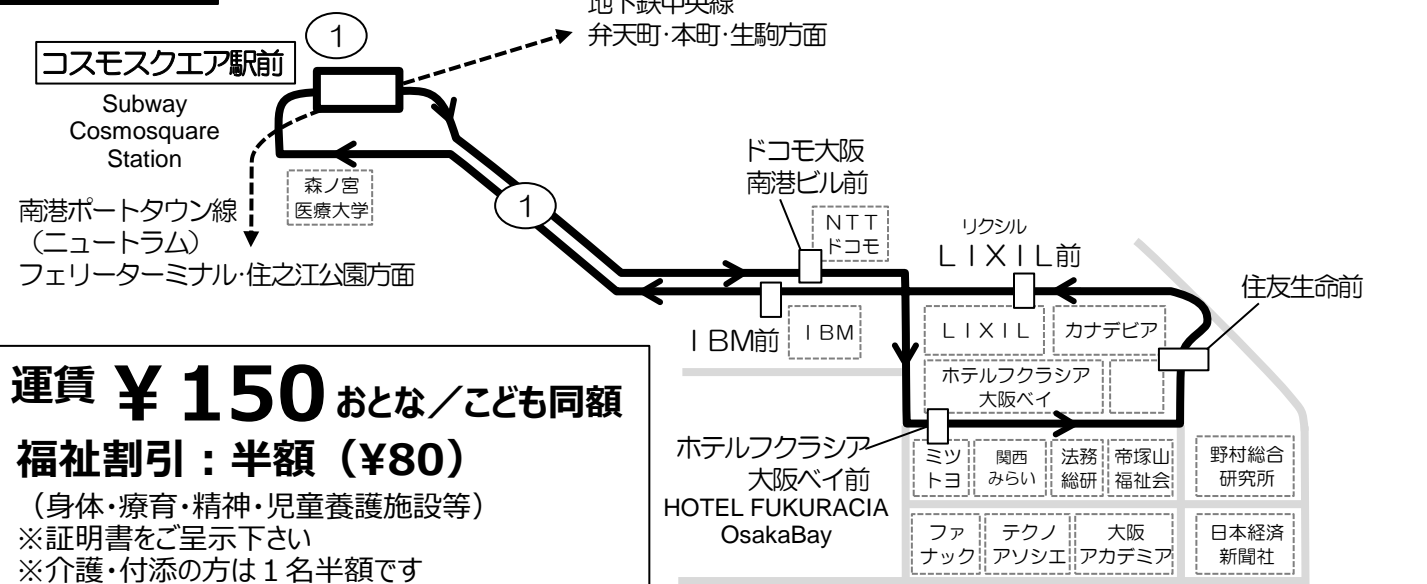 地下鉄中央線
弁天町・本町・生駒方面
①
コスモスクエア駅前
Subway
Cosmosquare
Station
森ノ宮
医療大学
南港ポートタウン線
（ニュートラム）
フェリーターミナル・住之江公園方面
①
ドコモ大阪
南港ビル前
ＮＴＴ
ドコモ
リクシル
ＬＩＸＩＬ前
住友生命前
ＩＢＭ前
ＩＢＭ
ＬＩＸＩＬ
カナデビア
ホテルフクラシア
大阪ベイ
ホテルフクラシア
大阪ベイ前
HOTEL FUKURACIA
OsakaBay
ミツ
トヨ
関西
みらい
法務
総研
帝塚山
福祉会
野村総合
研究所
ファ
ナック
テクノ
アソシエ
大阪
アカデミア
日本経済
新聞社
運賃 ￥150 おとな／こども同額
福祉割引：半額（¥80）
（身体・療育・精神・児童養護施設等）
※証明書をご呈示下さい
※介護・付添の方は１名半額です